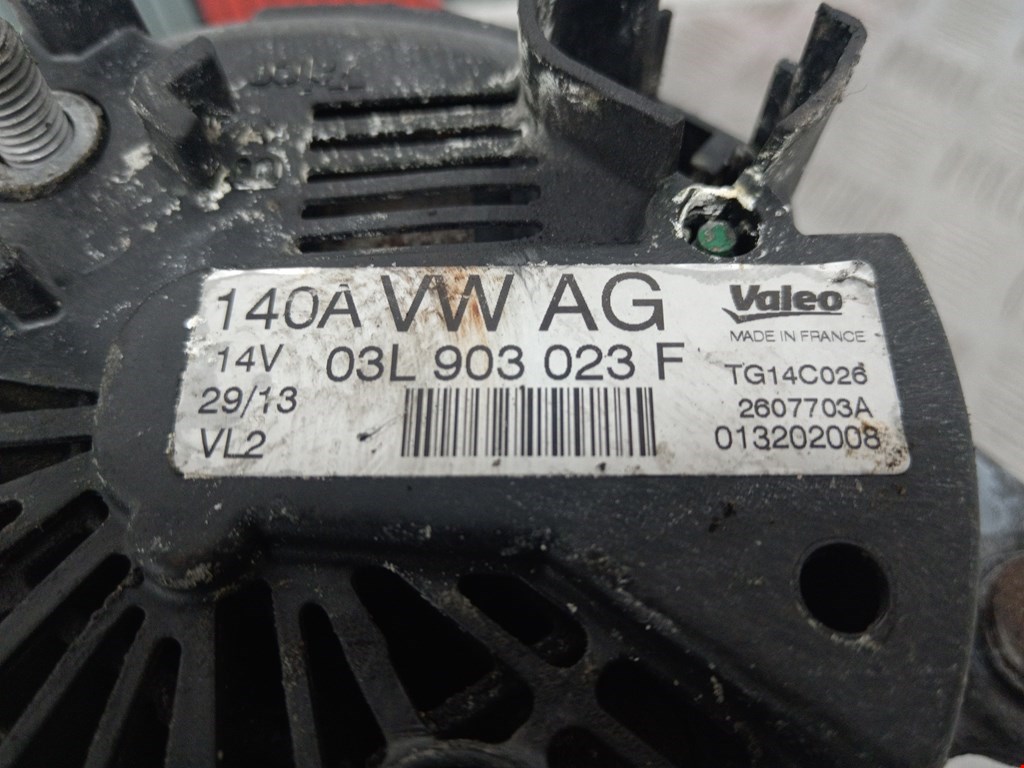 140A VW AG
14V 03L 903 023 F
29/13
VL2
Valeo
MADE IN FRANCE
TG14C026
2607703A
013202008